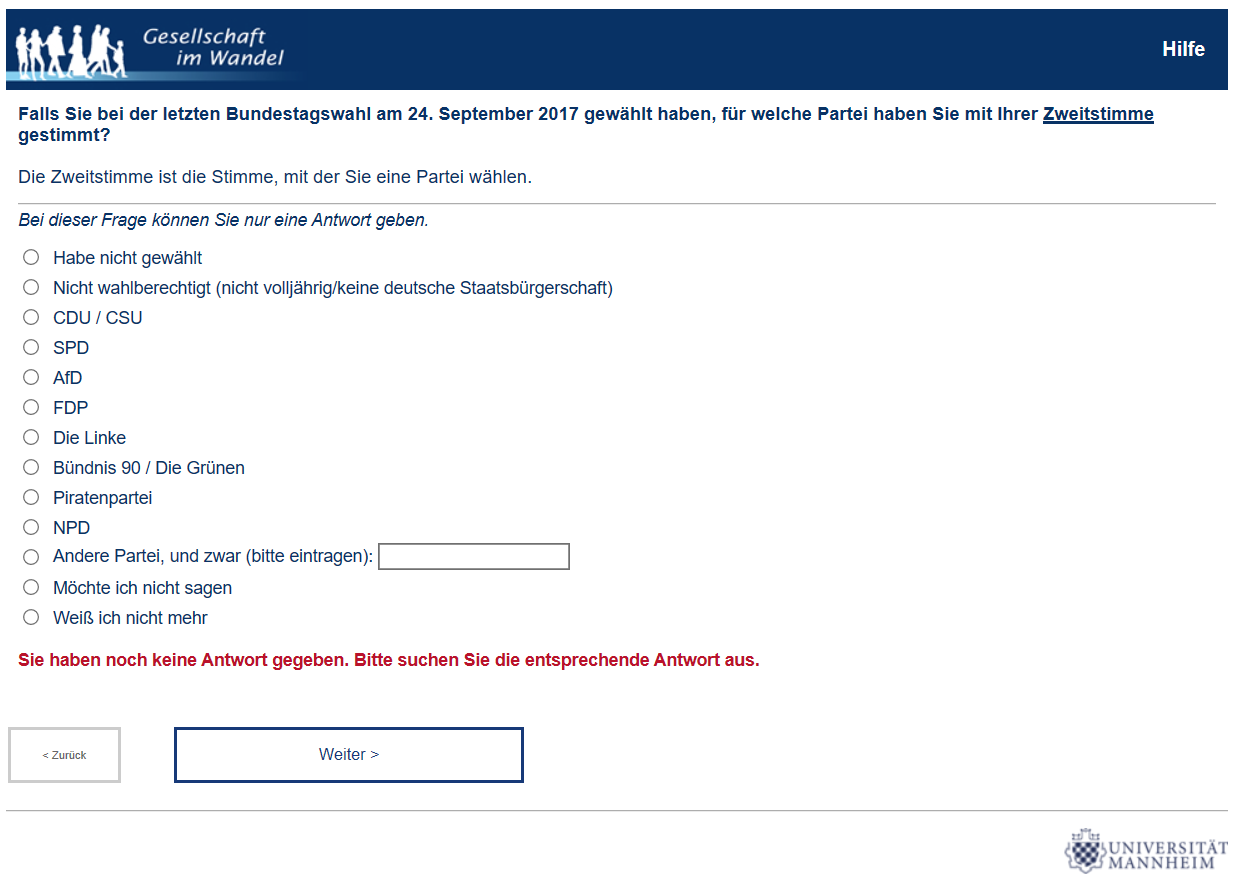 Gesellschaft
im Wandel
Hilfe
Falls Sie bei der letzten Bundestagswahl am 24. September 2017 gewählt haben, für welche Partei haben Sie mit Ihrer Zweitstimme
gestimmt?
Die Zweitstimme ist die Stimme, mit der Sie eine Partei wählen.
Bei dieser Frage können Sie nur eine Antwort geben.
Habe nicht gewählt
Nicht wahlberechtigt (nicht volljährig/keine deutsche Staatsbürgerschaft)
CDU / CSU
SPD
AfD
FDP
Die Linke
Bündnis 90 / Die Grünen
Piratenpartei
NPD
Andere Partei, und zwar (bitte eintragen):
Möchte ich nicht sagen
Weiß ich nicht mehr
Sie haben noch keine Antwort gegeben. Bitte suchen Sie die entsprechende Antwort aus.
< Zurück
Weiter >
UNIVERSITÄT
MANNHEIM